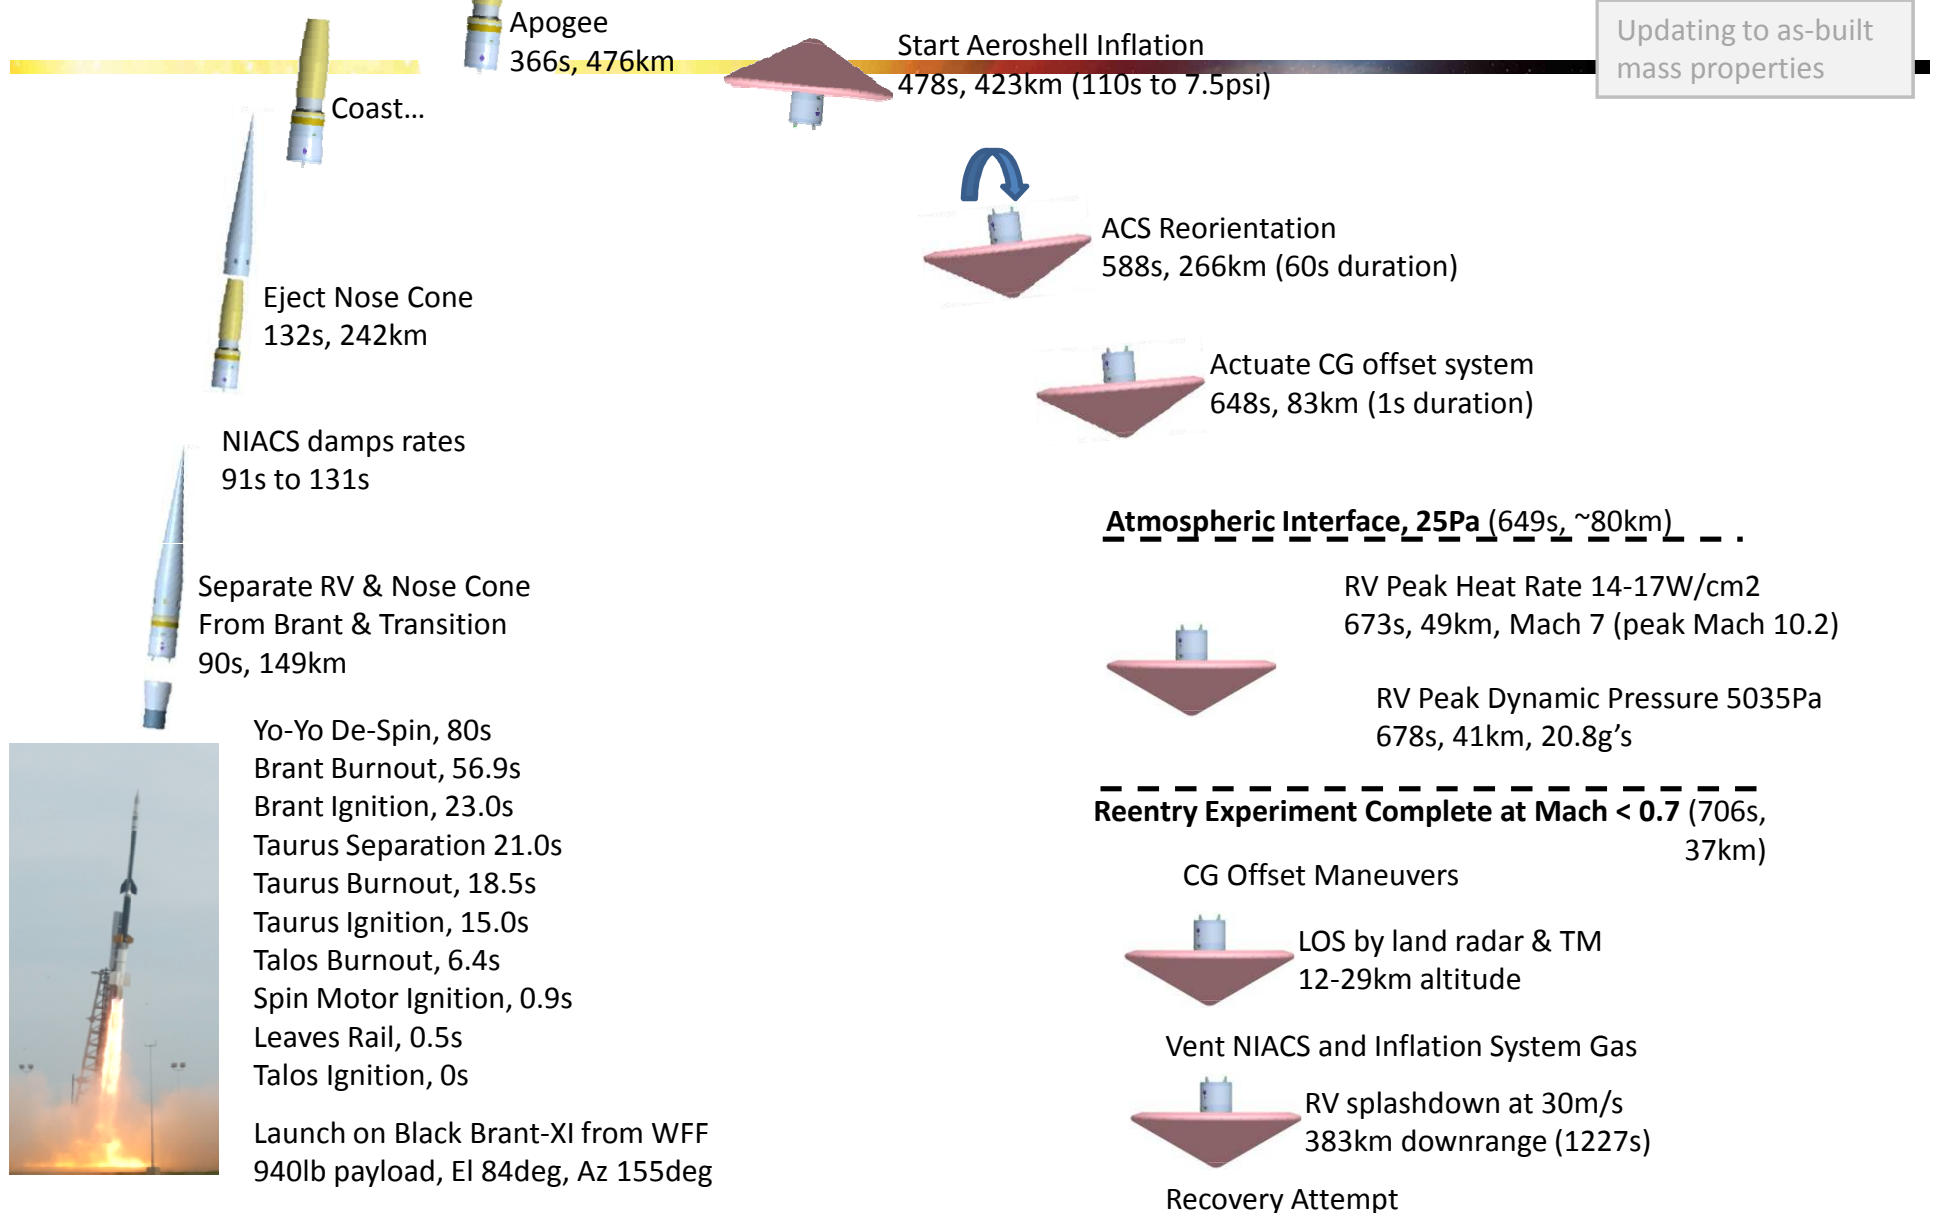 Apogee
366s, 476km
Start Aeroshell Inflation
478s, 423km (110s to 7.5psi)
Updating to as-built
mass properties
Coast…
ACS Reorientation
588s, 266km (60s duration)
Eject Nose Cone
132s, 242km
Actuate CG offset system
648s, 83km (1s duration)
NIACS damps rates
91s to 131s
Atmospheric Interface, 25Pa (649s, ~80km)
Separate RV & Nose Cone
From Brant & Transition
90s, 149km
RV Peak Heat Rate 14-17W/cm2
673s, 49km, Mach 7 (peak Mach 10.2)
RV Peak Dynamic Pressure 5035Pa
678s, 41km, 20.8g’s
Yo-Yo De-Spin, 80s
Brant Burnout, 56.9s
Brant Ignition, 23.0s
Taurus Separation 21.0s
Taurus Burnout, 18.5s
Taurus Ignition, 15.0s
Talos Burnout, 6.4s
Spin Motor Ignition, 0.9s
Leaves Rail, 0.5s
Talos Ignition, 0s
Launch on Black Brant-XI from WFF
940lb payload, El 84deg, Az 155deg
Reentry Experiment Complete at Mach < 0.7 (706s,
37km)
CG Offset Maneuvers
LOS by land radar & TM
12-29km altitude
Vent NIACS and Inflation System Gas
RV splashdown at 30m/s
383km downrange (1227s)
Recovery Attempt